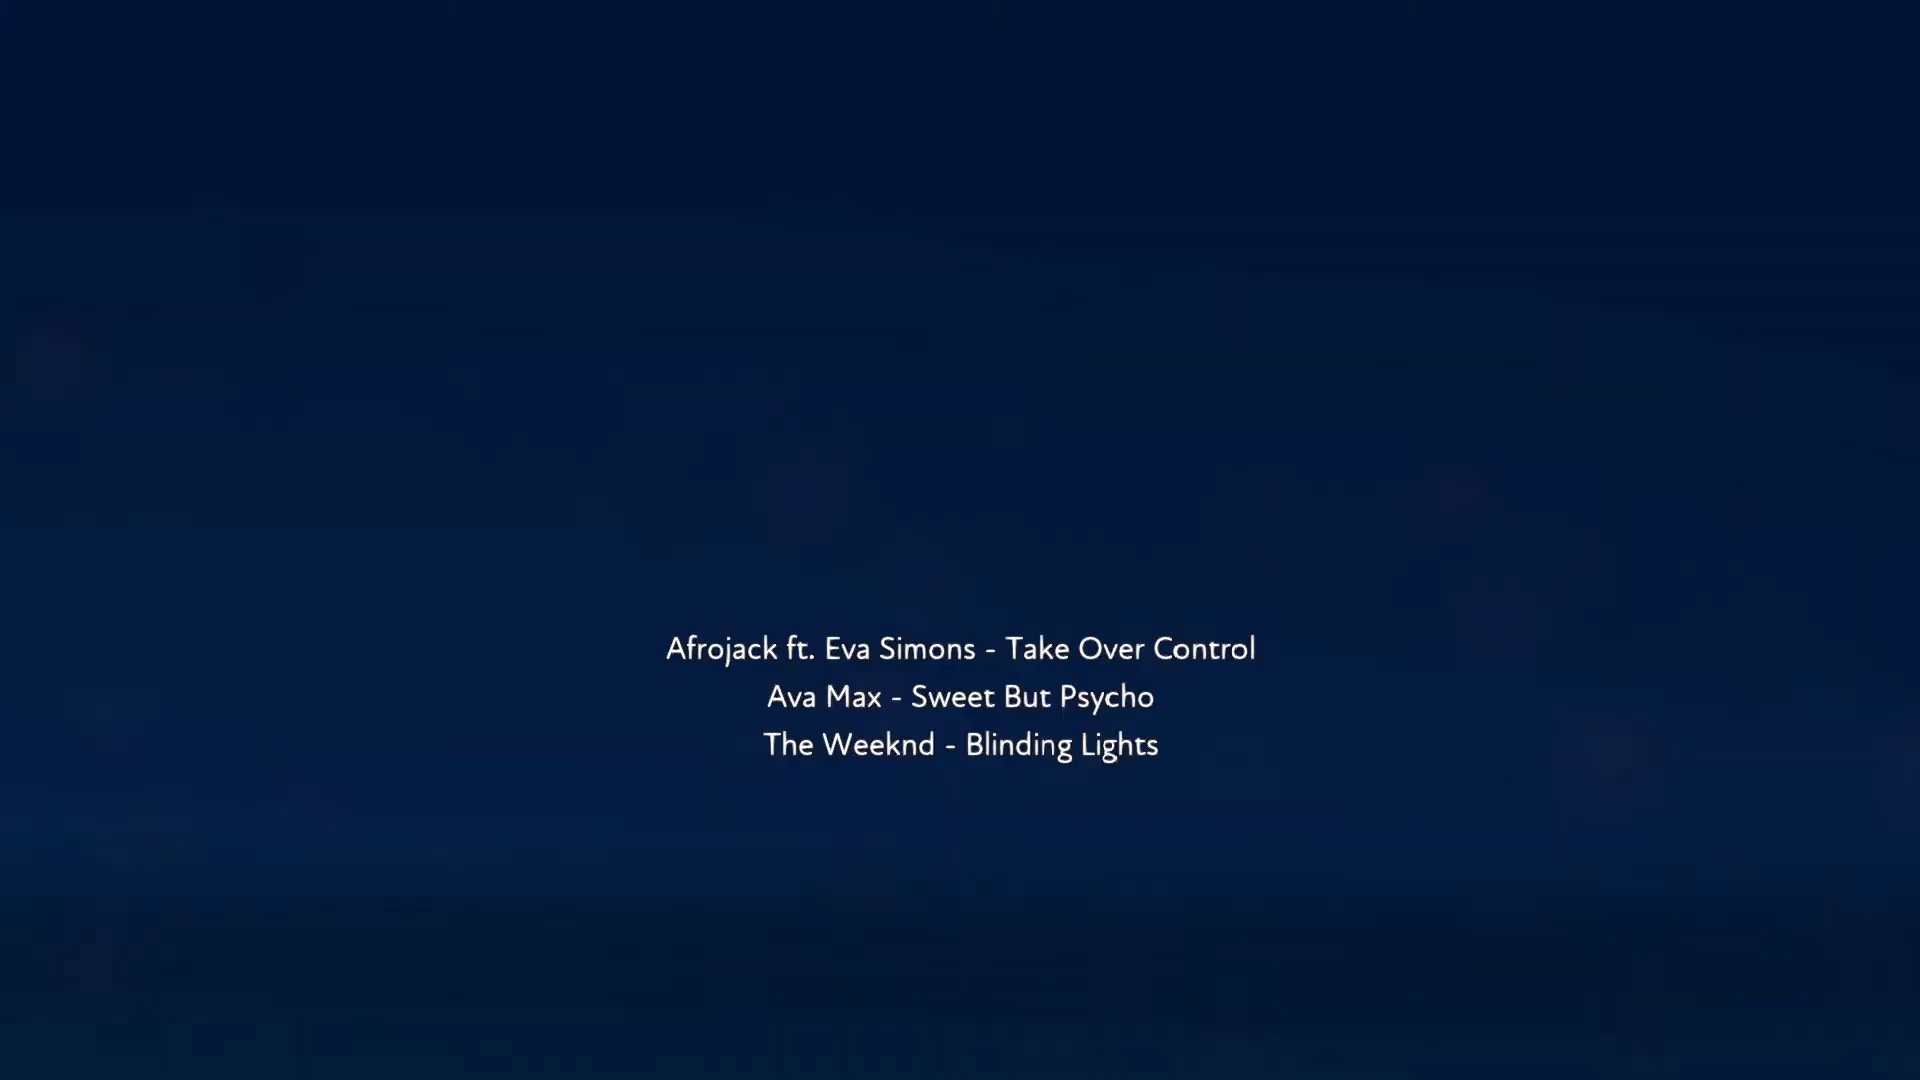 Afrojack ft. Eva Simons - Take Over Control
Ava Max - Sweet But Psycho
The Weeknd - Blinding Lights